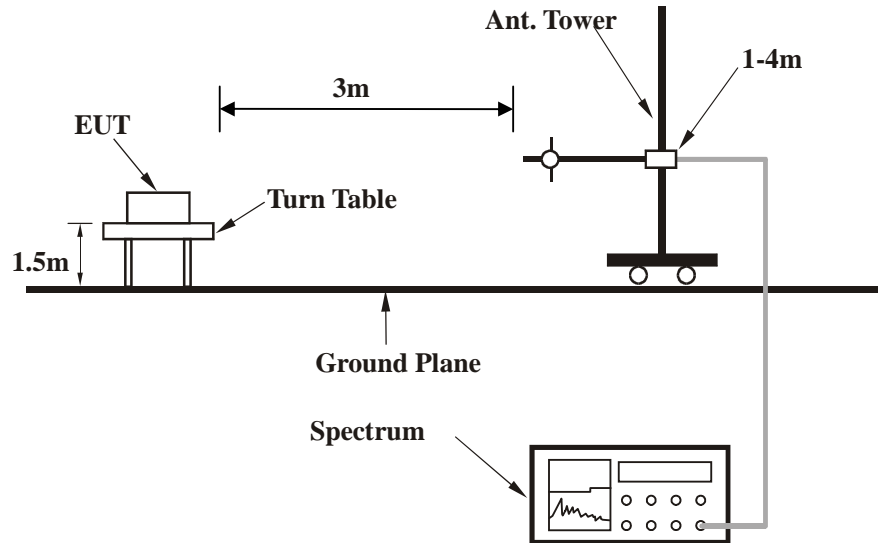 Ant. Tower
1-4m
3m
EUT
Turn Table
1.5m
Ground Plane
Spectrum